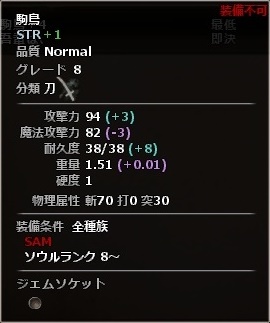 装備不可
駒鳥
STR+1
品質 Normal
グレード 8
分類 刀
攻撃力 94 (+3)
魔法攻撃力 82 (-3)
耐久度 38/38 (+8)
重量 1.51 (+0.01)
硬度 1
物理属性 斬70 打0 突30
装備条件 全種族
SAM
ソウルランク 8～
ジェムソケット
最低
即決